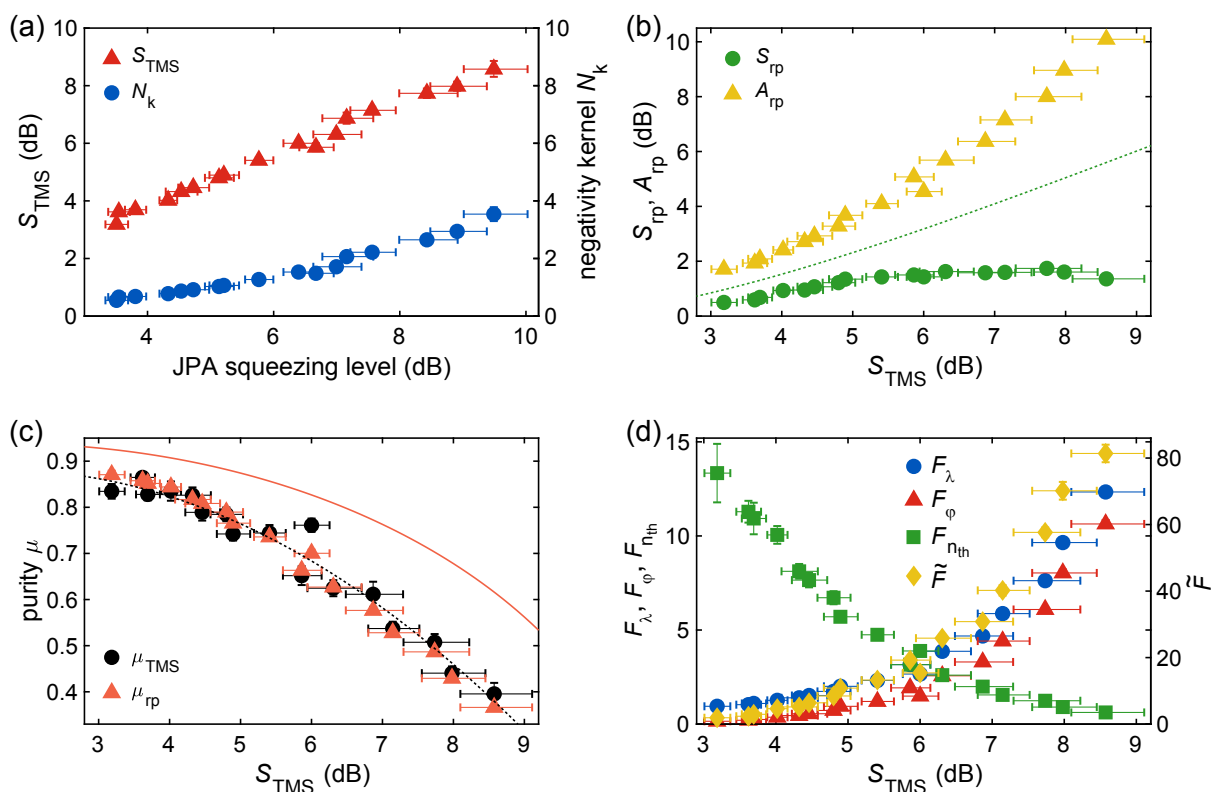 (a)
10
8
6
4
2
0
S_TMS (dB)
S_TMS
N_k
10
8
6
4
2
0
negativity kernel N_k
4
6
8
10
JPA squeezing level (dB)
(b)
10
8
6
4
2
0
S_rp, A_rp (dB)
S_rp
A_rp
3
4
5
6
7
8
9
S_TMS (dB)
(c)
0.9
0.8
0.7
0.6
0.5
0.4
purity μ
μ_TMS
μ_rp
3
4
5
6
7
8
9
S_TMS (dB)
(d)
15
10
5
0
F_λ, F_φ, F_n_th
F_λ
F_φ
F_n_th
F̃
80
60
40
20
0
F̃
3
4
5
6
7
8
9
S_TMS (dB)